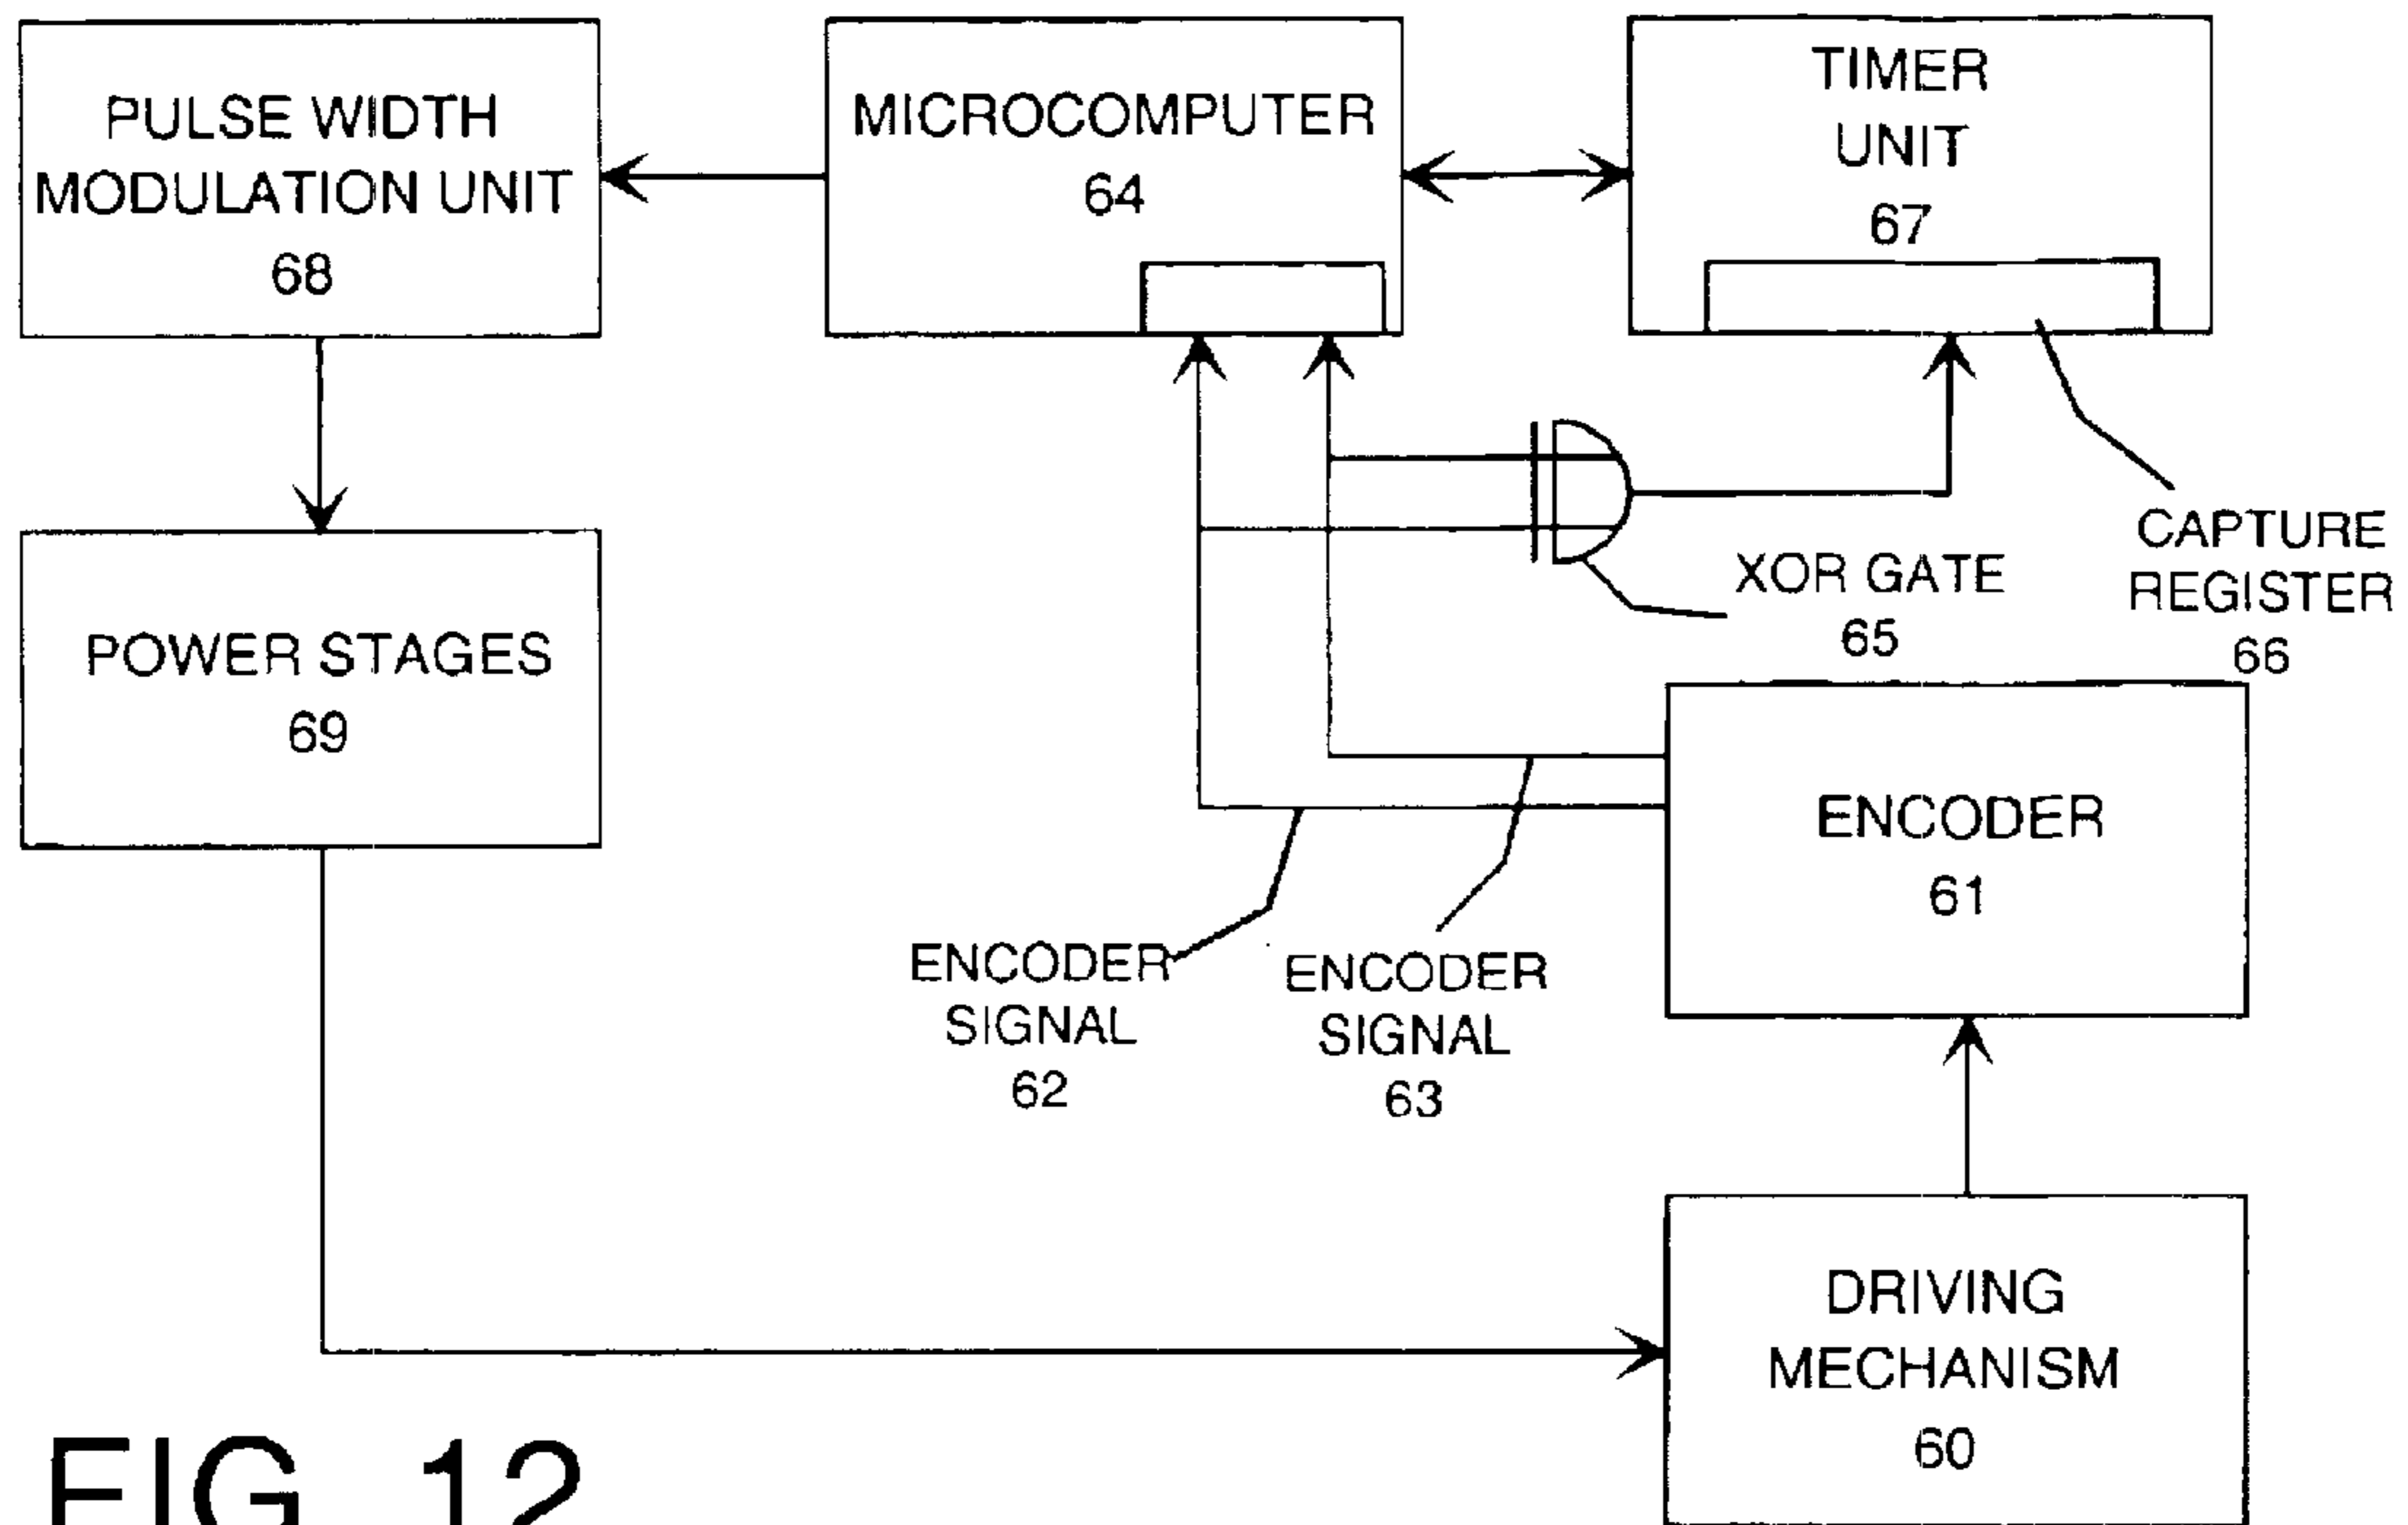 PULSE WIDTH
MODULATION UNIT
68
MICROCOMPUTER
64
TIMER
UNIT
67
POWER STAGES
69
XOR GATE
65
CAPTURE
REGISTER
66
ENCODER
61
ENCODER
SIGNAL
62
ENCODER
SIGNAL
63
DRIVING
MECHANISM
60
FIG 12